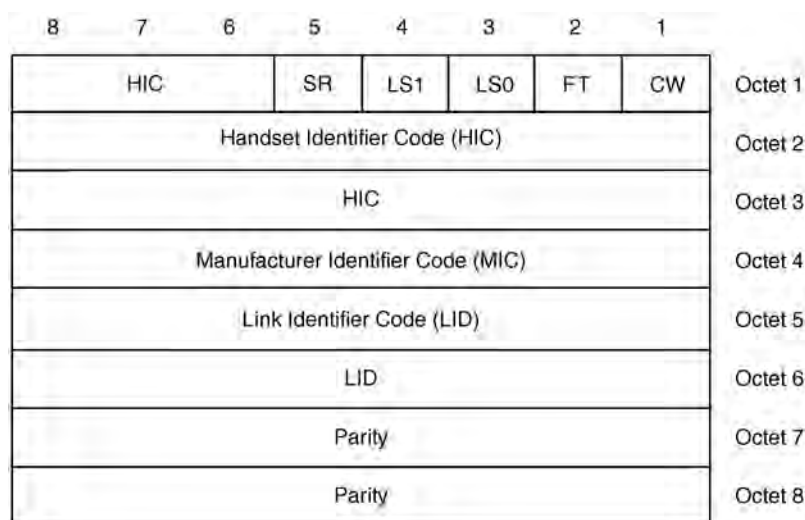 8 7 6 5 4 3 2 1
HIC SR LS1 LS0 FT CW Octet 1
Handset Identifier Code (HIC) Octet 2
HIC Octet 3
Manufacturer Identifier Code (MIC) Octet 4
Link Identifier Code (LID) Octet 5
LID Octet 6
Parity Octet 7
Parity Octet 8